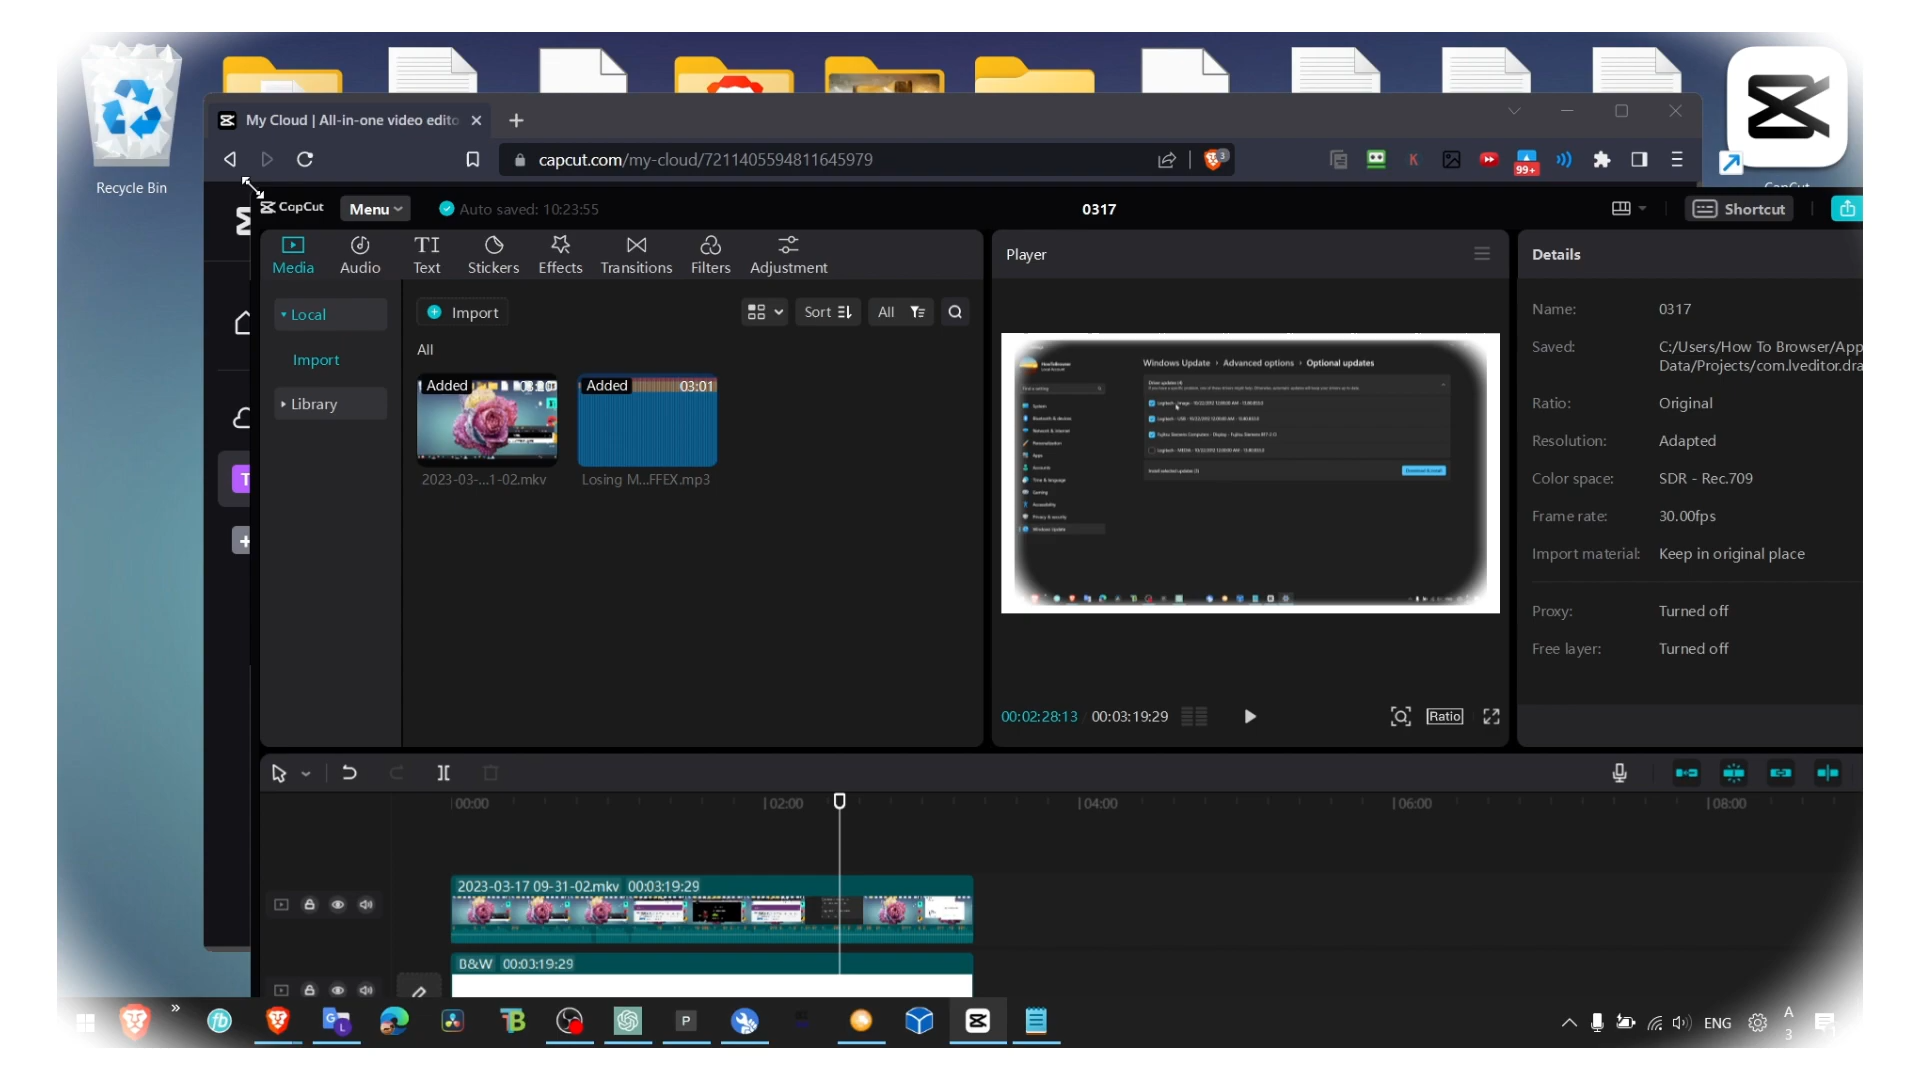 Recycle Bin
My Cloud | All-in-one video edito
capcut.com/my-cloud/7211405594811645979
3
K
99+
CapCut
Menu
Auto saved: 10:23:55
0317
Shortcut
Media
Audio
TI
Text
Stickers
Effects
Transitions
Filters
Adjustment
Player
Details
Local
Import
Sort
All
Import
Library
All
Added
Added
03:01
2023-03-...1-02.mkv
Losing M...FFEX.mp3
Windows Update › Advanced options › Optional updates
Name:
0317
Saved:
C:/Users/How To Browser/App
Data/Projects/com.lveditor.dra
Ratio:
Original
Resolution:
Adapted
Color space:
SDR - Rec.709
Frame rate:
30.00fps
Import material:
Keep in original place
Proxy:
Turned off
Free layer:
Turned off
00:02:28:13
00:03:19:29
Ratio
00:00
02:00
04:00
06:00
08:00
2023-03-17 09-31-02.mkv 00:03:19:29
B&W 00:03:19:29
ENG